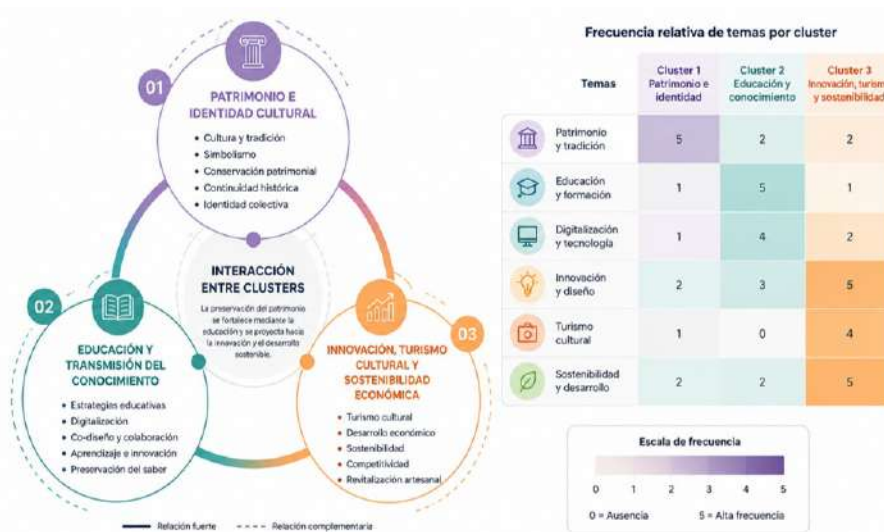 01
PATRIMONIO E
IDENTIDAD CULTURAL
• Cultura y tradición
• Simbolismo
• Conservación patrimonial
• Continuidad histórica
• Identidad colectiva
INTERACCIÓN
ENTRE CLUSTERS
La preservación del patrimonio
se fortalece mediante la
educación y se proyecta hacia
la innovación y el desarrollo
sostenible.
02
EDUCACIÓN Y
TRANSMISIÓN DEL
CONOCIMIENTO
• Estrategias educativas
• Digitalización
• Co-diseño y colaboración
• Aprendizaje e innovación
• Preservación del saber
03
INNOVACIÓN, TURISMO
CULTURAL Y
SOSTENIBILIDAD
ECONÓMICA
• Turismo cultural
• Desarrollo económico
• Sostenibilidad
• Competitividad
• Revitalización artesanal
Relación fuerte
Relación complementaria
Frecuencia relativa de temas por cluster
Temas
Cluster 1
Patrimonio e
identidad
Cluster 2
Educación y
conocimiento
Cluster 3
Innovación, turism
y sostenibilidad
Patrimonio
y tradición
5 2 2
Educación
y formación
1 5 1
Digitalización
y tecnología
1 4 2
Innovación
y diseño
2 3 5
Turismo
cultural
1 0 4
Sostenibilidad
y desarrollo
2 2 5
Escala de frecuencia
0 1 2 3 4 5
0 = Ausencia 5 = Alta frecuencia